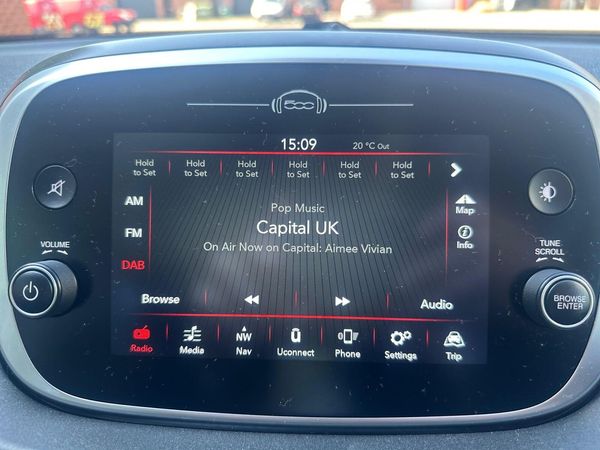 500
15:09 20 °C Out
Hold to Set Hold to Set Hold to Set Hold to Set Hold to Set Hold to Set
AM
FM
DAB
Pop Music
Capital UK
On Air Now on Capital: Aimee Vivian
Map
Info
VOLUME
TUNE
SCROLL
BROWSE
ENTER
Browse
Audio
Radio Media NW Nav Uconnect Phone Settings Trip